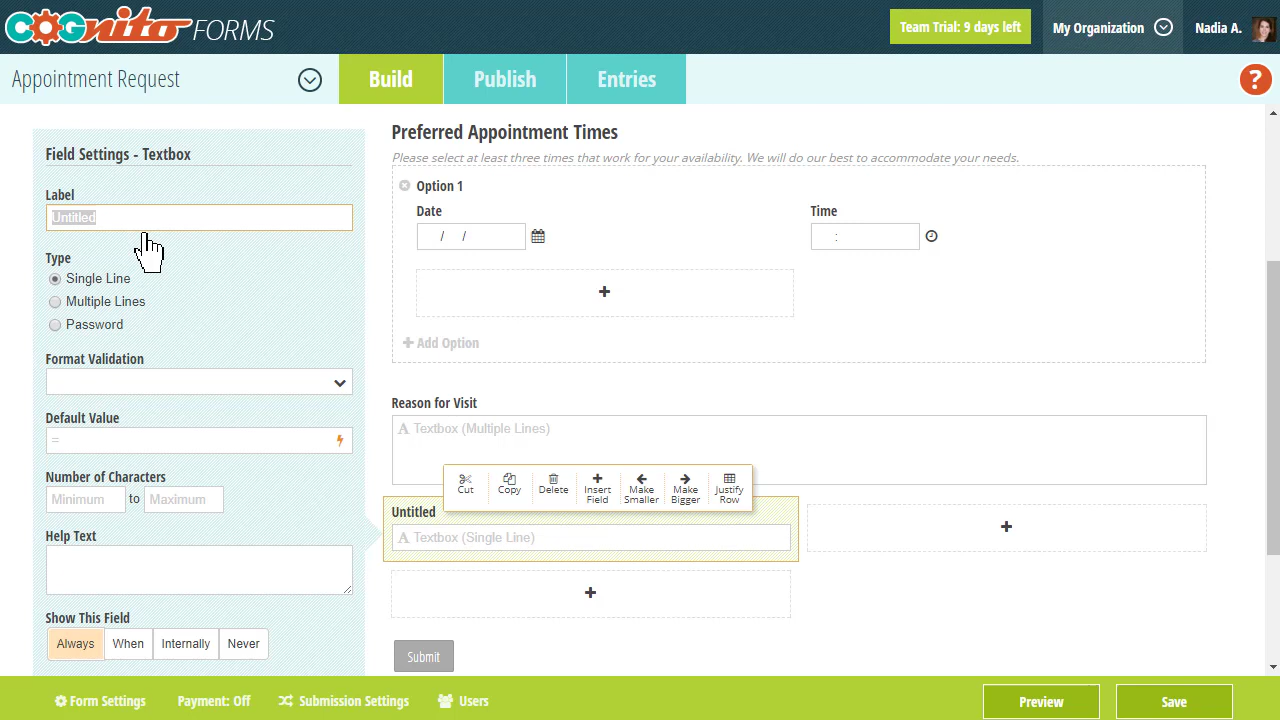 COGNITO FORMS
Team Trial: 9 days left
My Organization
Nadia A.
Appointment Request
Build
Publish
Entries
?
Field Settings - Textbox
Label
Untitled
Type
Single Line
Multiple Lines
Password
Format Validation
Default Value
=
Number of Characters
Minimum to Maximum
Help Text
Show This Field
Always When Internally Never
Preferred Appointment Times
Please select at least three times that work for your availability. We will do our best to accommodate your needs.
Option 1
Date
Time
/ /
:
+
+ Add Option
Reason for Visit
A Textbox (Multiple Lines)
Cut
Copy
Delete
Insert Field
Make Smaller
Make Bigger
Justify Row
Untitled
A Textbox (Single Line)
+
+
Submit
Form Settings
Payment: Off
Submission Settings
Users
Preview
Save